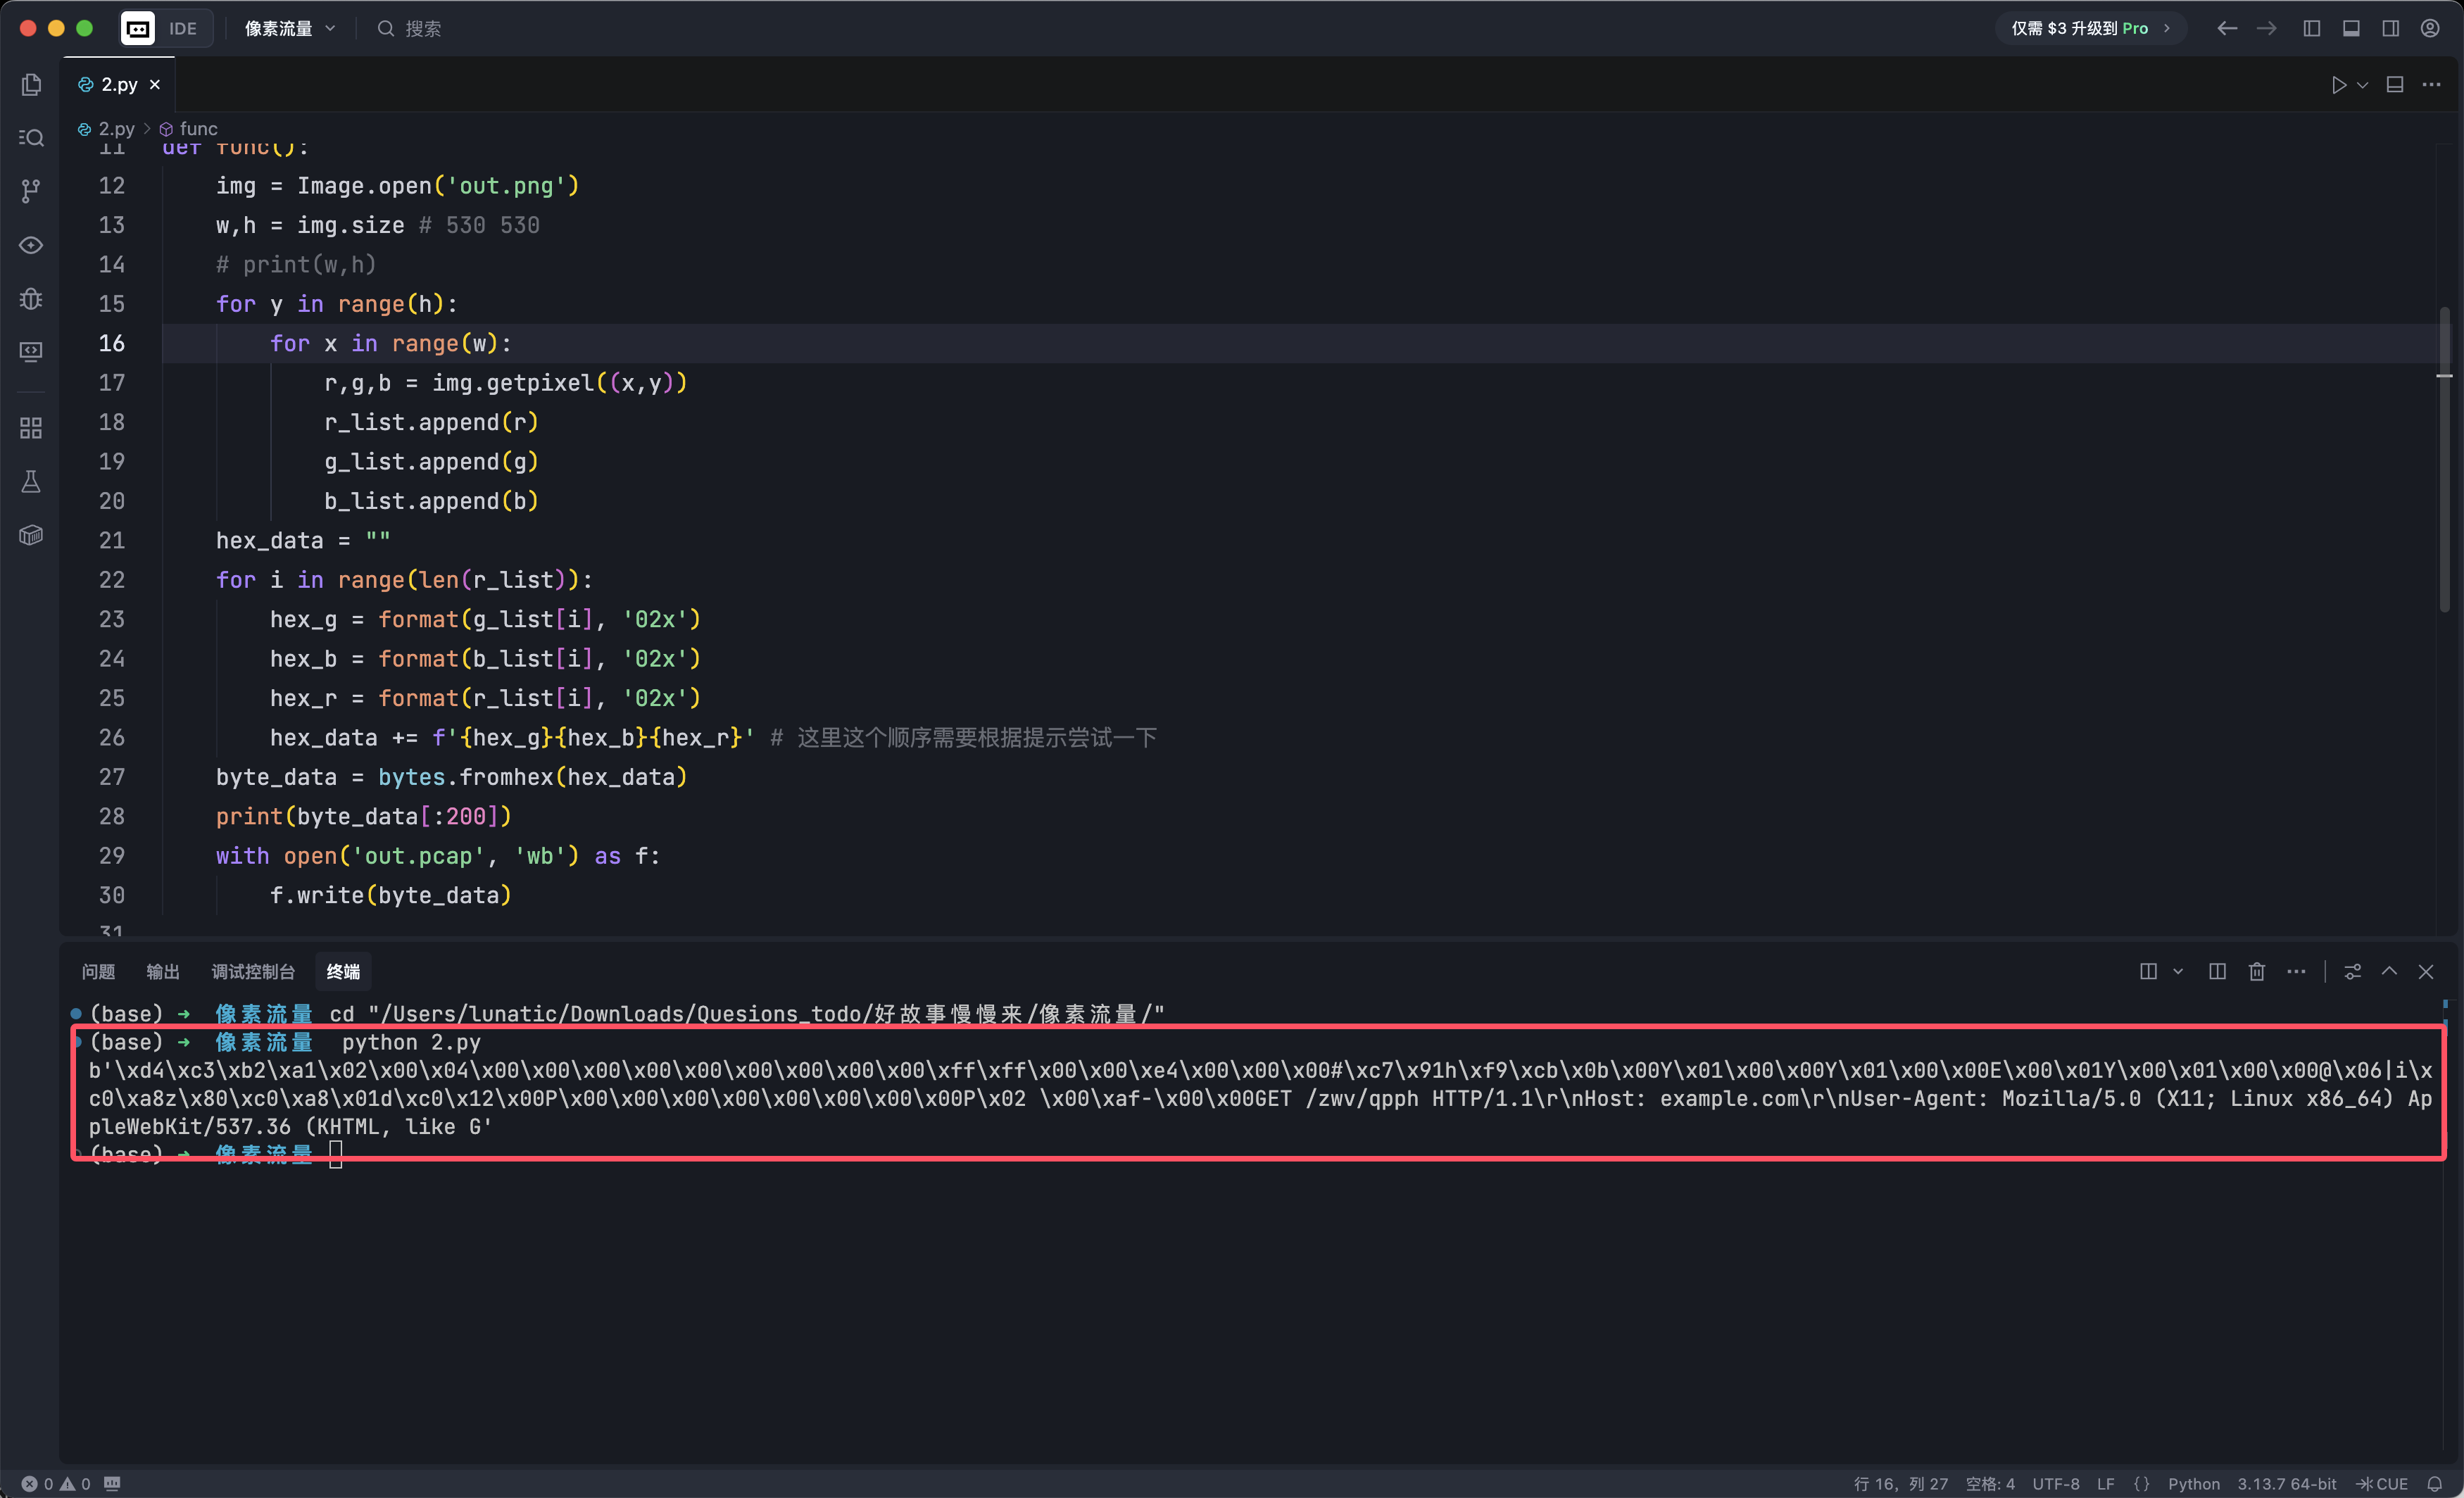 IDE 像素流量 搜索 仅需 $3 升级到 Pro
2.py
2.py > func
11 def func():
12 img = Image.open('out.png')
13 w,h = img.size # 530 530
14 # print(w,h)
15 for y in range(h):
16 for x in range(w):
17 r,g,b = img.getpixel((x,y))
18 r_list.append(r)
19 g_list.append(g)
20 b_list.append(b)
21 hex_data = ""
22 for i in range(len(r_list)):
23 hex_g = format(g_list[i], '02x')
24 hex_b = format(b_list[i], '02x')
25 hex_r = format(r_list[i], '02x')
26 hex_data += f'{hex_g}{hex_b}{hex_r}' # 这里这个顺序需要根据提示尝试一下
27 byte_data = bytes.fromhex(hex_data)
28 print(byte_data[:200])
29 with open('out.pcap', 'wb') as f:
30 f.write(byte_data)
31
问题 输出 调试控制台 终端
(base) ➜ 像素流量 cd "/Users/lunatic/Downloads/Quesions_todo/好故事慢慢来/像素流量/"
(base) ➜ 像素流量 python 2.py
b'\xd4\xc3\xb2\xa1\x02\x00\x04\x00\x00\x00\x00\x00\x00\x00\x00\x00\xff\xff\x00\x00\xe4\x00\x00\x00#\xc7\x91h\xf9\xcb\x0b\x00Y\x01\x00\x00Y\x01\x00\x00E\x00\x01Y\x00\x01\x00\x00@\x06|i\x
c0\xa8z\x80\xc0\xa8\x01d\xc0\x12\x00P\x00\x00\x00\x00\x00\x00\x00\x00P\x02 \x00\xaf-\x00\x00GET /zwv/qpph HTTP/1.1\r\nHost: example.com\r\nUser-Agent: Mozilla/5.0 (X11; Linux x86_64) Ap
pleWebKit/537.36 (KHTML, like G'
(base) ➜ 像素流量
0 0 行 16，列 27 空格: 4 UTF-8 LF {} Python 3.13.7 64-bit CUE